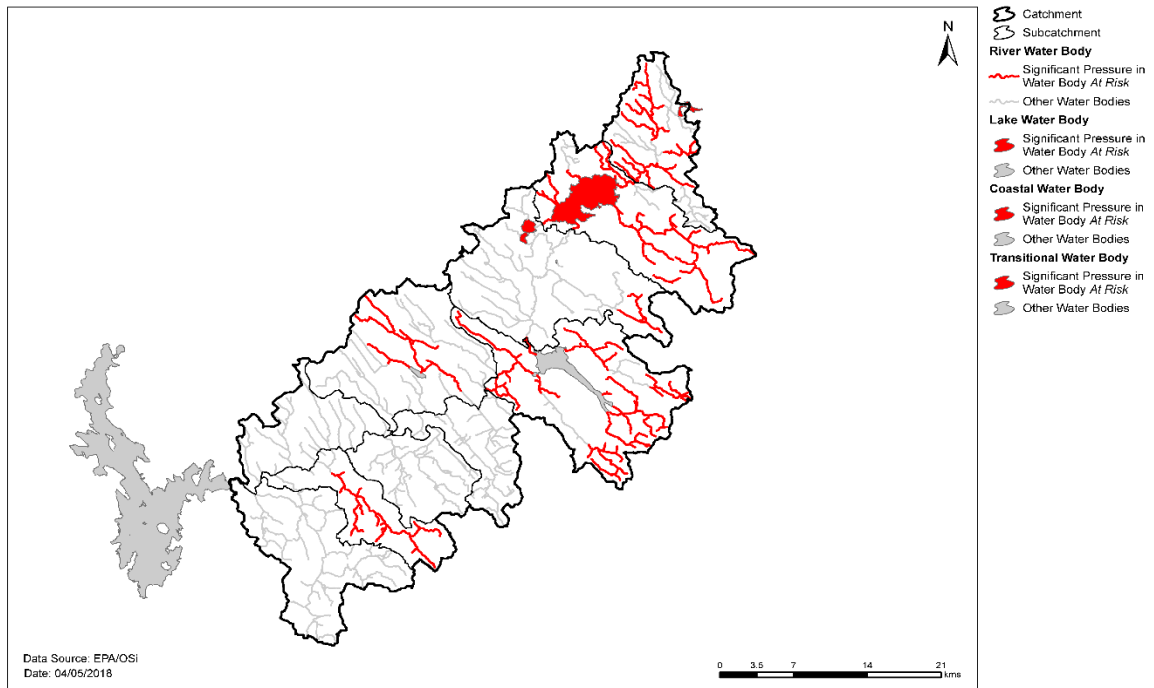 N
Catchment
Subcatchment
River Water Body
Significant Pressure in
Water Body At Risk
Other Water Bodies
Lake Water Body
Significant Pressure in
Water Body At Risk
Other Water Bodies
Coastal Water Body
Significant Pressure in
Water Body At Risk
Other Water Bodies
Transitional Water Body
Significant Pressure in
Water Body At Risk
Other Water Bodies
Data Source: EPA/OSi
Date: 04/05/2018
0 3.5 7 14 21
kms